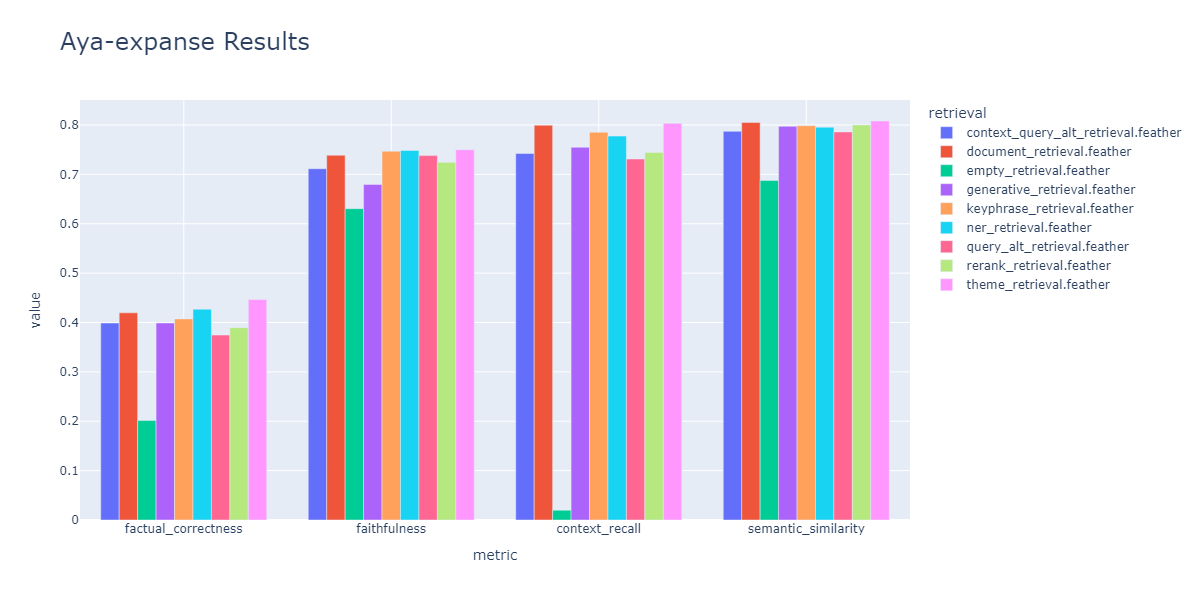 Aya-expanse Results
retrieval
context_query_alt_retrieval.feather
document_retrieval.feather
empty_retrieval.feather
generative_retrieval.feather
keyphrase_retrieval.feather
ner_retrieval.feather
query_alt_retrieval.feather
rerank_retrieval.feather
theme_retrieval.feather
value
0.8
0.7
0.6
0.5
0.4
0.3
0.2
0.1
0
factual_correctness faithfulness context_recall semantic_similarity
metric